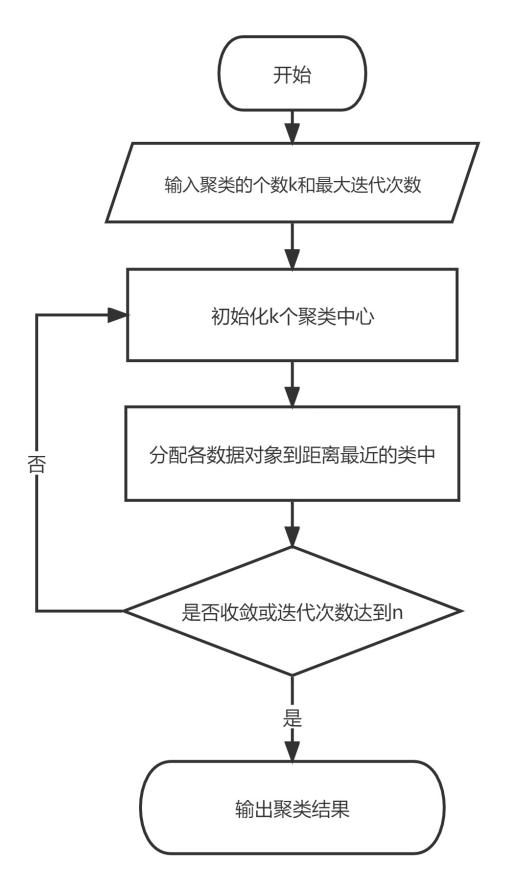 开始
输入聚类的个数k和最大迭代次数
初始化k个聚类中心
分配各数据对象到距离最近的类中
否
是否收敛或迭代次数达到n
是
输出聚类结果